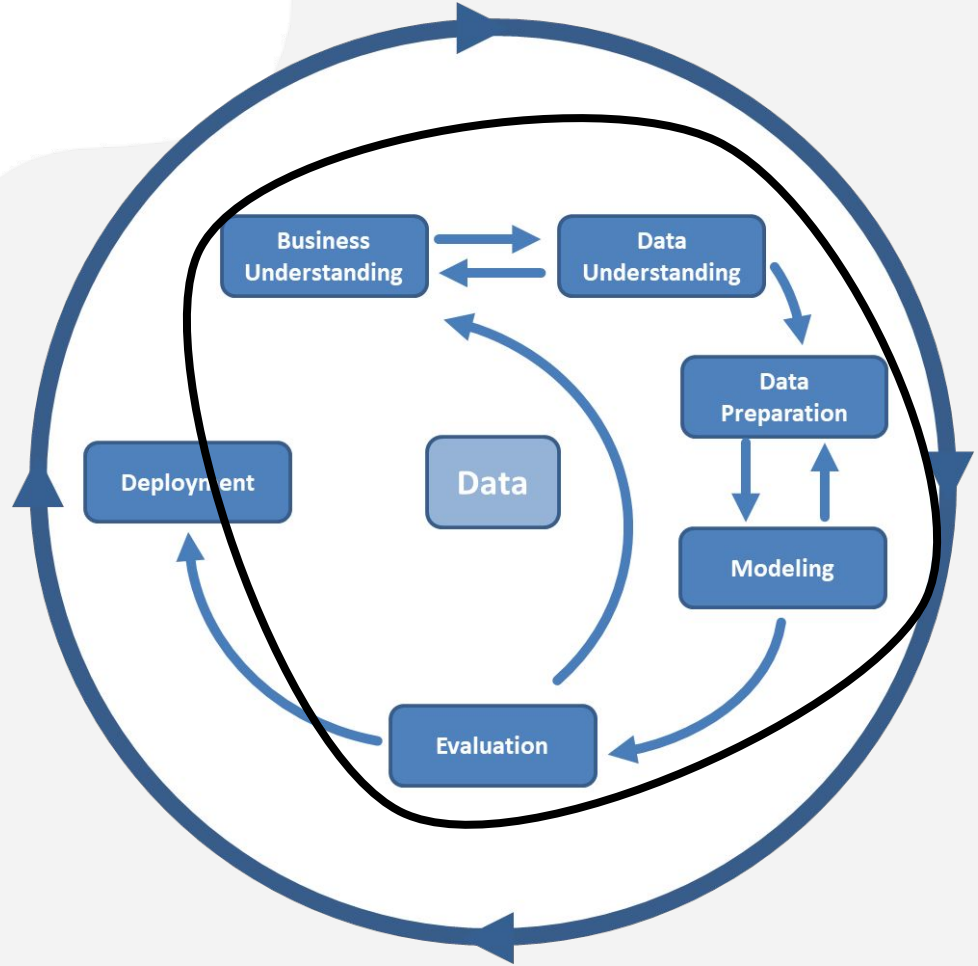 Business
Understanding
Data
Understanding
Data
Preparation
Deployment
Data
Modeling
Evaluation